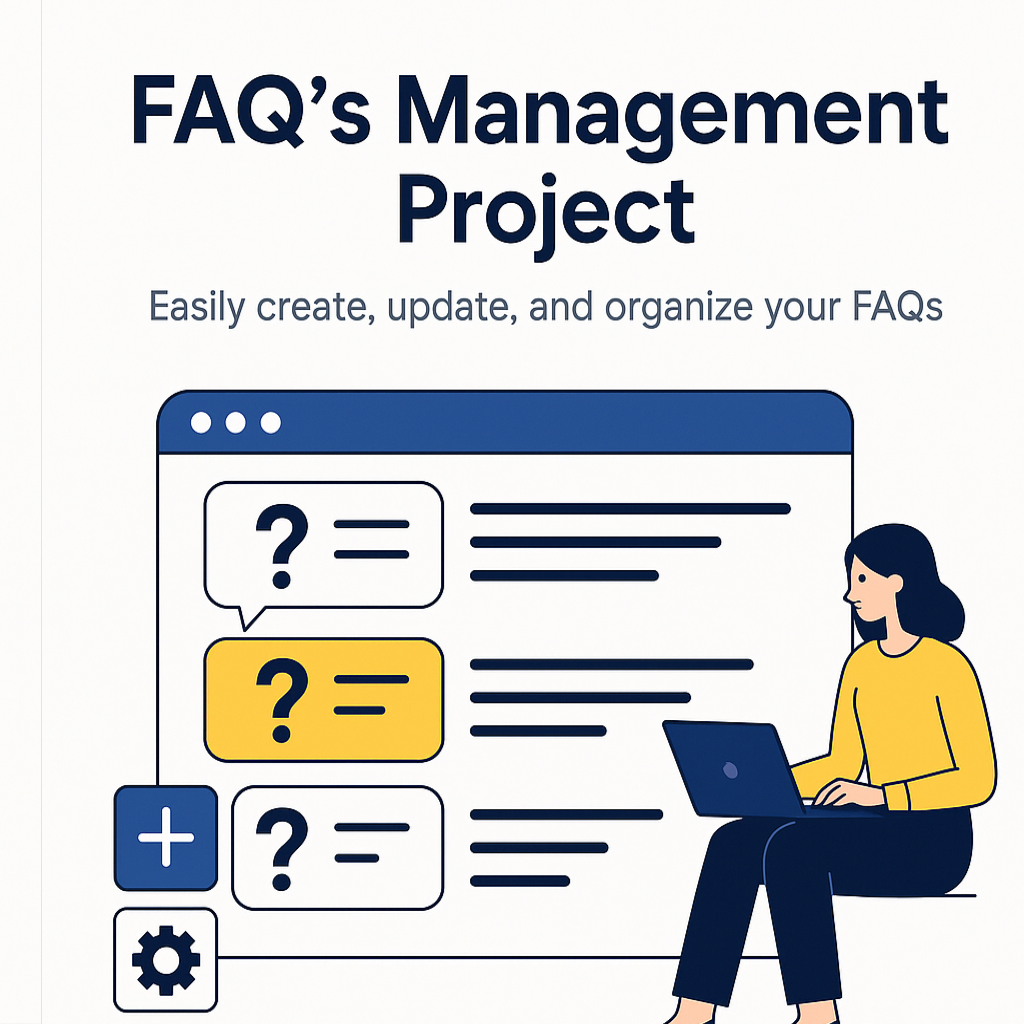 FAQ’s Management
Project
Easily create, update, and organize your FAQs
?
?
?